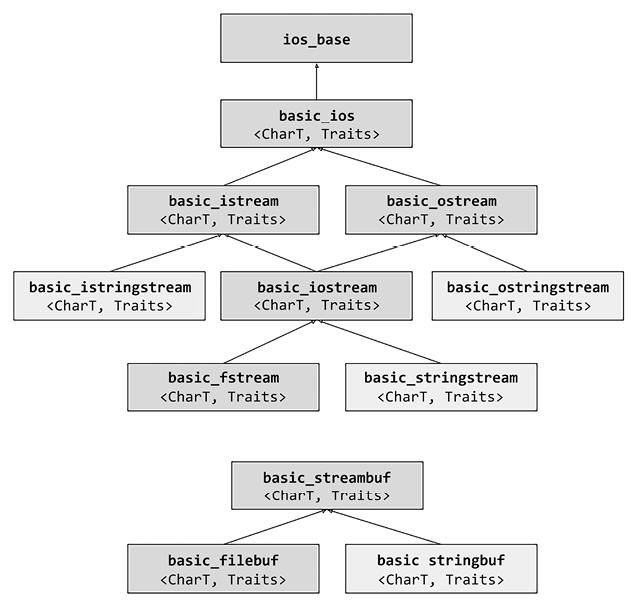 ios_base
basic_ios
<CharT, Traits>
basic_istream
<CharT, Traits>
basic_ostream
<CharT, Traits>
basic_istringstream
<CharT, Traits>
basic_iostream
<CharT, Traits>
basic_ostringstream
<CharT, Traits>
basic_fstream
<CharT, Traits>
basic_stringstream
<CharT, Traits>
basic_streambuf
<CharT, Traits>
basic_filebuf
<CharT, Traits>
basic stringbuf
<CharT, Traits>